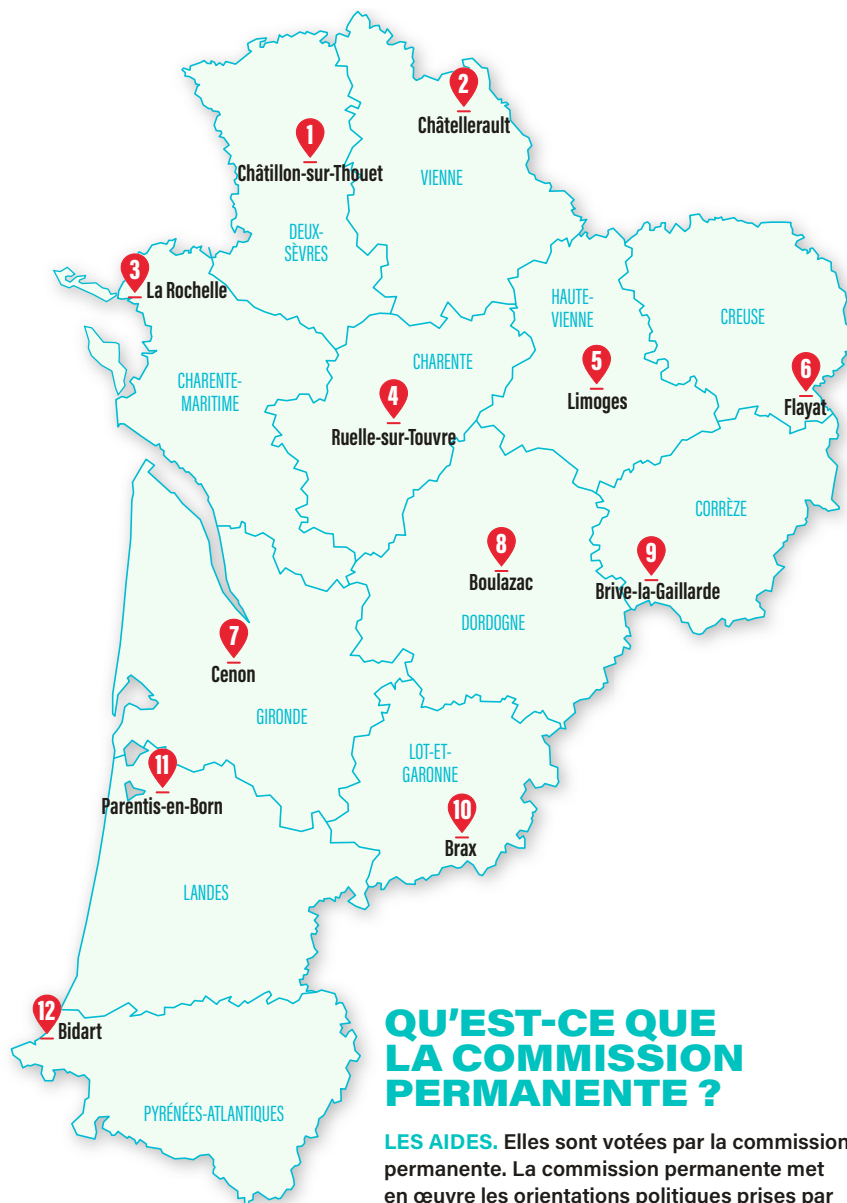 2
Châtellerault
1
Châtillon-sur-Thouet
VIENNE
DEUX-
SÈVRES
3
La Rochelle
HAUTE-
VIENNE
CREUSE
CHARENTE
5
Limoges
6
Flayat
CHARENTE-
MARITIME
4
Ruelle-sur-Touvre
CORRÈZE
8
Boulazac
9
Brive-la-Gaillarde
DORDOGNE
7
Cenon
GIRONDE
LOT-ET-
GARONNE
11
Parentis-en-Born
10
Brax
LANDES
12
Bidart
PYRÉNÉES-ATLANTIQUES
QU'EST-CE QUE
LA COMMISSION
PERMANENTE ?
LES AIDES. Elles sont votées par la commission
permanente. La commission permanente met
en œuvre les orientations politiques prises par